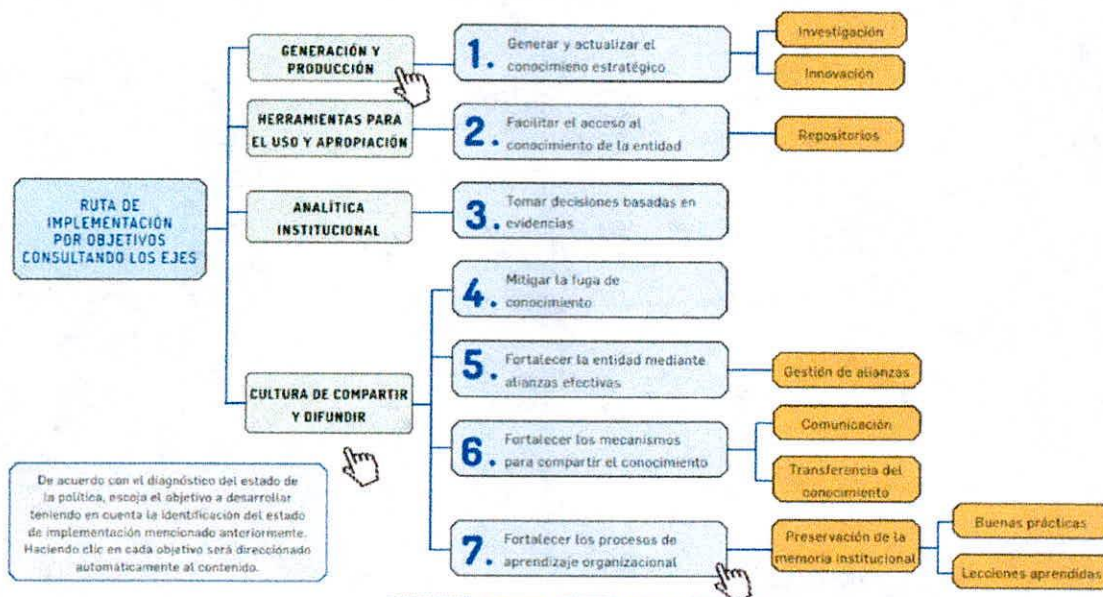 GENERACIÓN Y
PRODUCCIÓN
1. Generar y actualizar el
conocimieno estratégico
Investigación
Innovación
HERRAMIENTAS PARA
EL USO Y APROPIACIÓN
2. Facilitar el acceso al
conocimiento de la entidad
Repositorios
RUTA DE
IMPLEMENTACIÓN
POR OBJETIVOS
CONSULTANDO LOS EJES
ANALÍTICA
INSTITUCIONAL
3. Tomar decisiones basadas en
evidencias
4. Mitigar la fuga de
conocimiento
5. Fortalecer la entidad mediante
alianzas efectivas
Gestión de alianzas
CULTURA DE COMPARTIR
Y DIFUNDIR
6. Fortalecer los mecanismos
para compartir el conocimiento
Comunicación
Transferencia del
conocimiento
De acuerdo con el diagnóstico del estado de
la política, escoja el objetivo a desarrollar
teniendo en cuenta la identificación del estado
de implementación mencionado anteriormente.
Haciendo clic en cada objetivo será direccionado
automáticamente al contenido.
7. Fortalecer los procesos de
aprendizaje organizacional
Preservación de la
memoria institucional
Buenas prácticas
Lecciones aprendidas